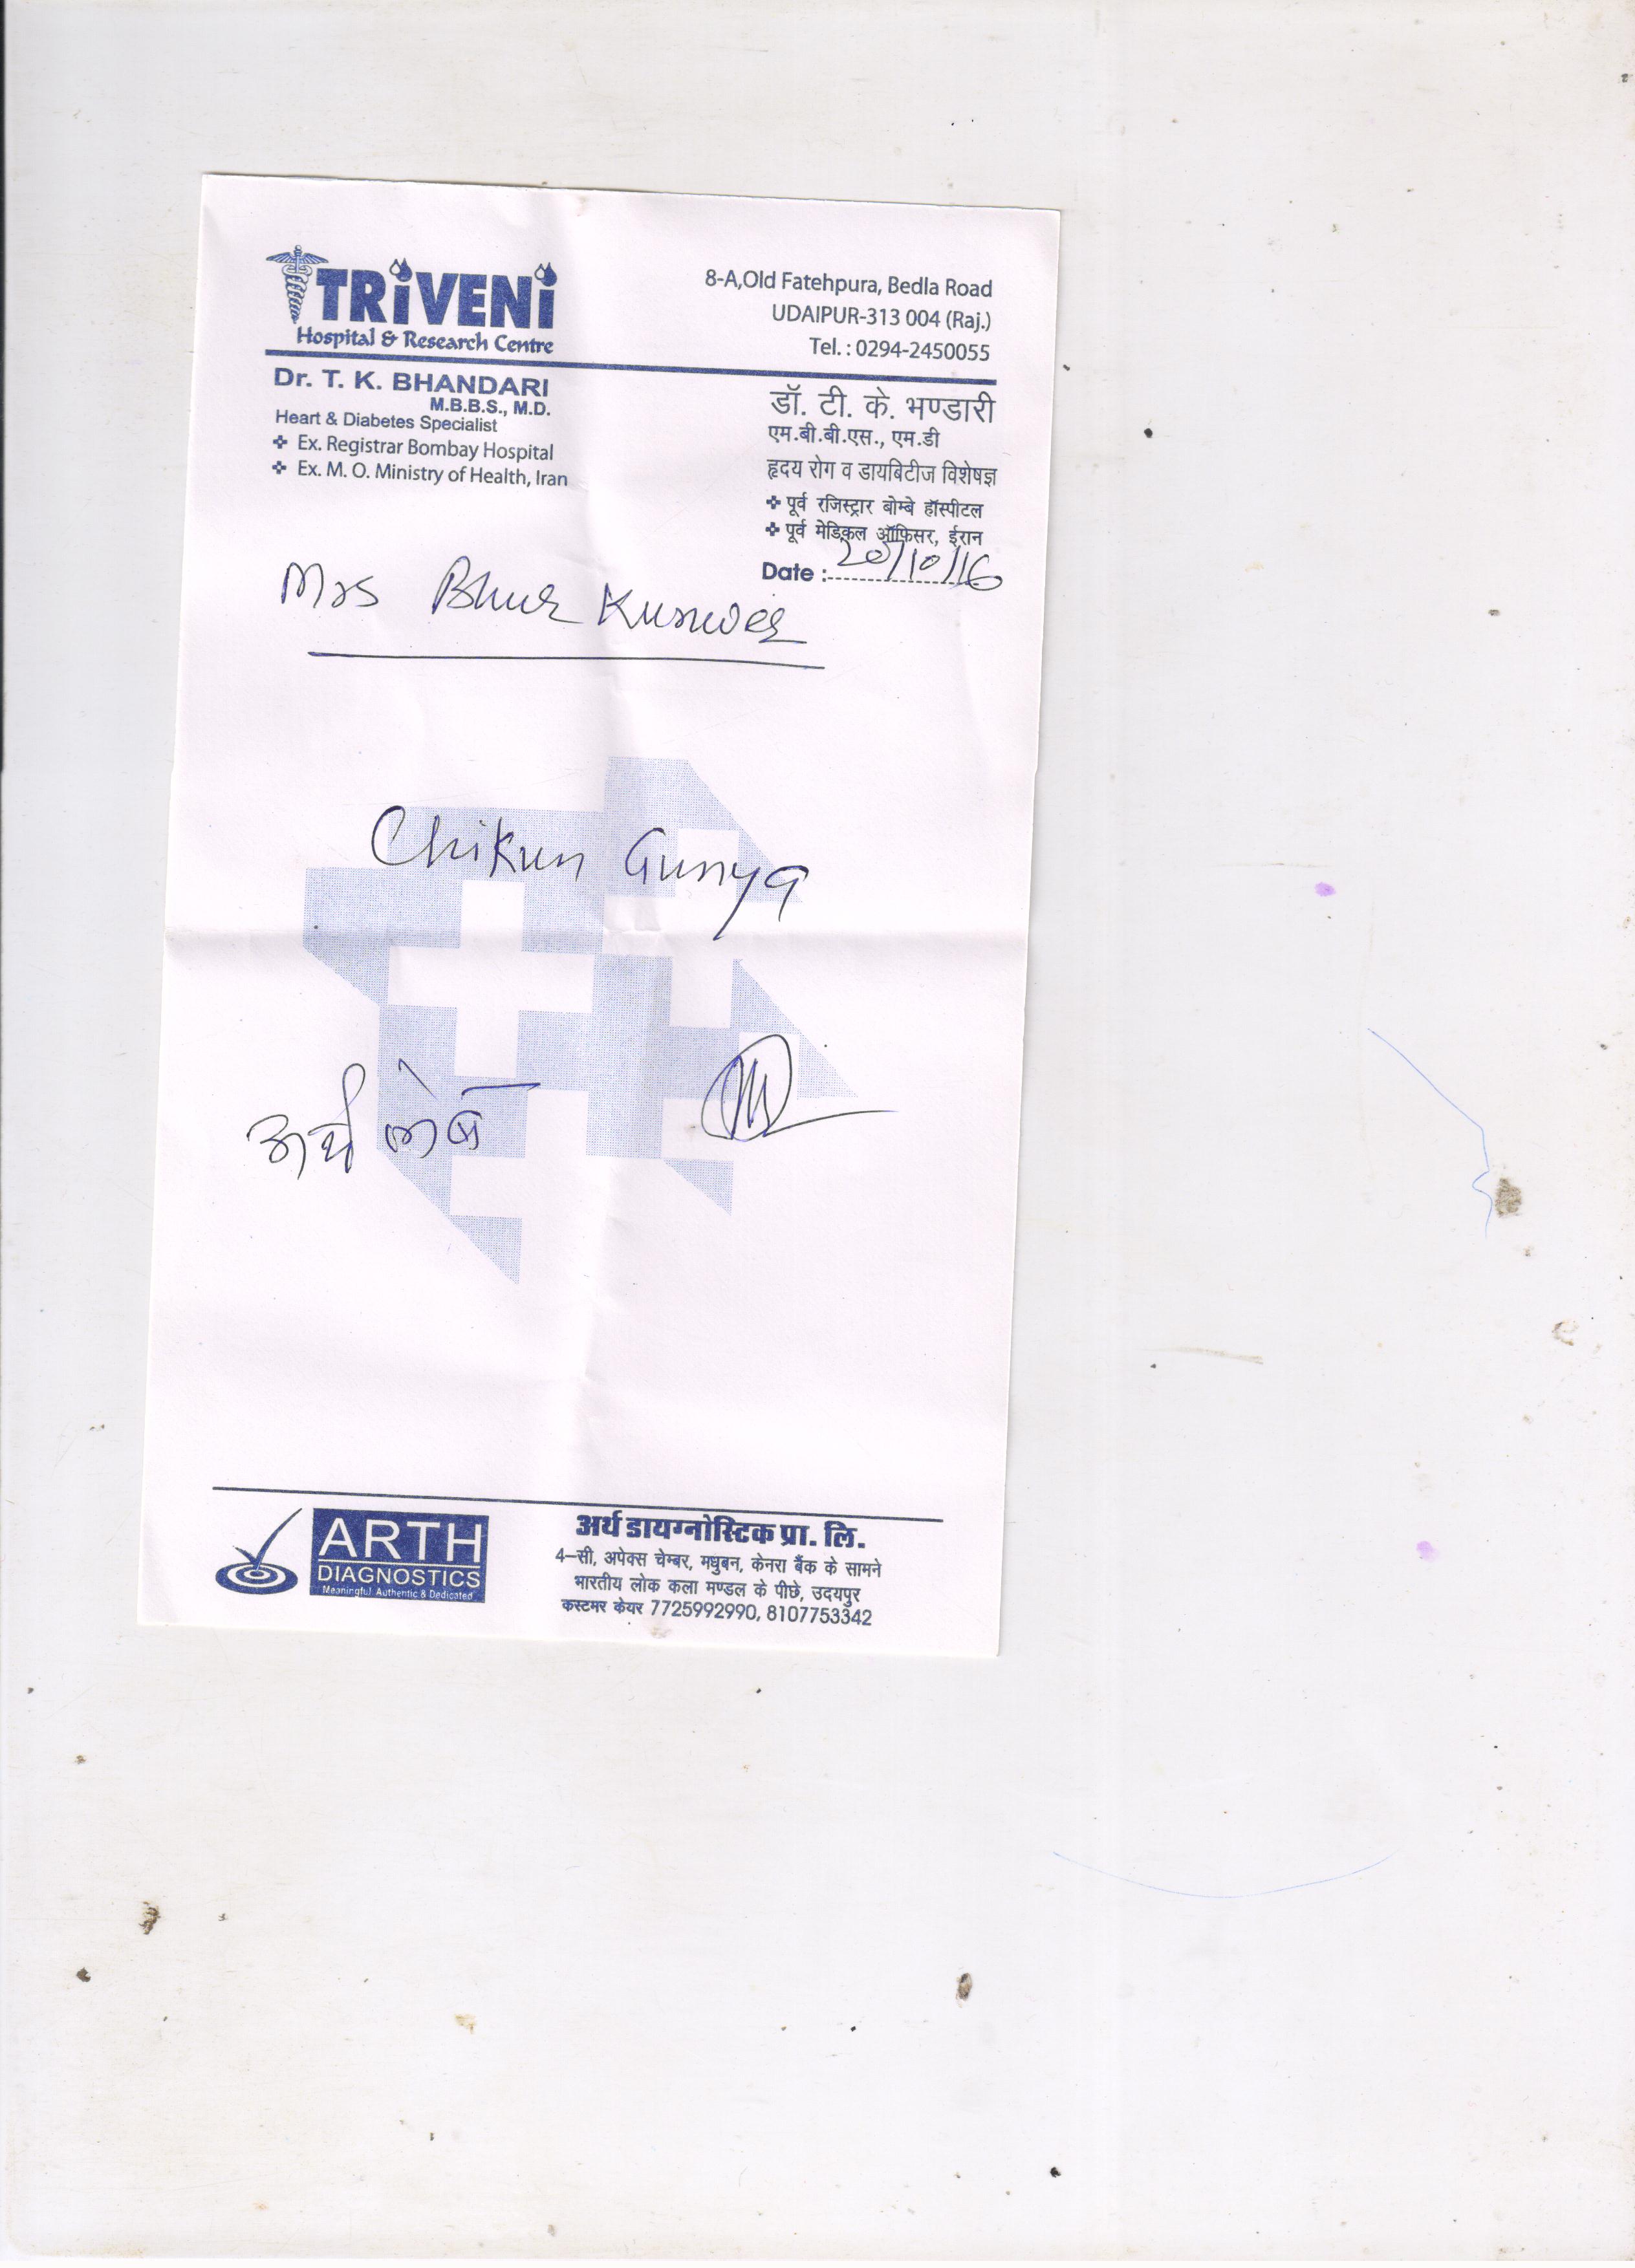 TRiVENi
Hospital & Research Centre
8-A,Old Fatehpura, Bedla Road
UDAIPUR-313 004 (Raj.)
Tel. : 0294-2450055
Dr. T. K. BHANDARI
M.B.B.S., M.D.
Heart & Diabetes Specialist
❖ Ex. Registrar Bombay Hospital
❖ Ex. M. O. Ministry of Health, Iran
डॉ. टी. के. भण्डारी
एम.बी.बी.एस., एम.डी
हृदय रोग व डायबिटीज विशेषज्ञ
❖ पूर्व रजिस्ट्रार बोम्बे हॉस्पीटल
❖ पूर्व मेडिकल ऑफिसर, ईरान
Date : 20/10/16
Mrs Bhur Kunwar
Chikun Gunya
अर्थ लेब
ARTH
DIAGNOSTICS
Meaningful Authentic & Dedicated
अर्थ डायग्नोस्टिक प्रा. लि.
4–सी, अपेक्स चेम्बर, मधुबन, केनरा बैंक के सामने
भारतीय लोक कला मण्डल के पीछे, उदयपुर
कस्टमर केयर 7725992990, 8107753342